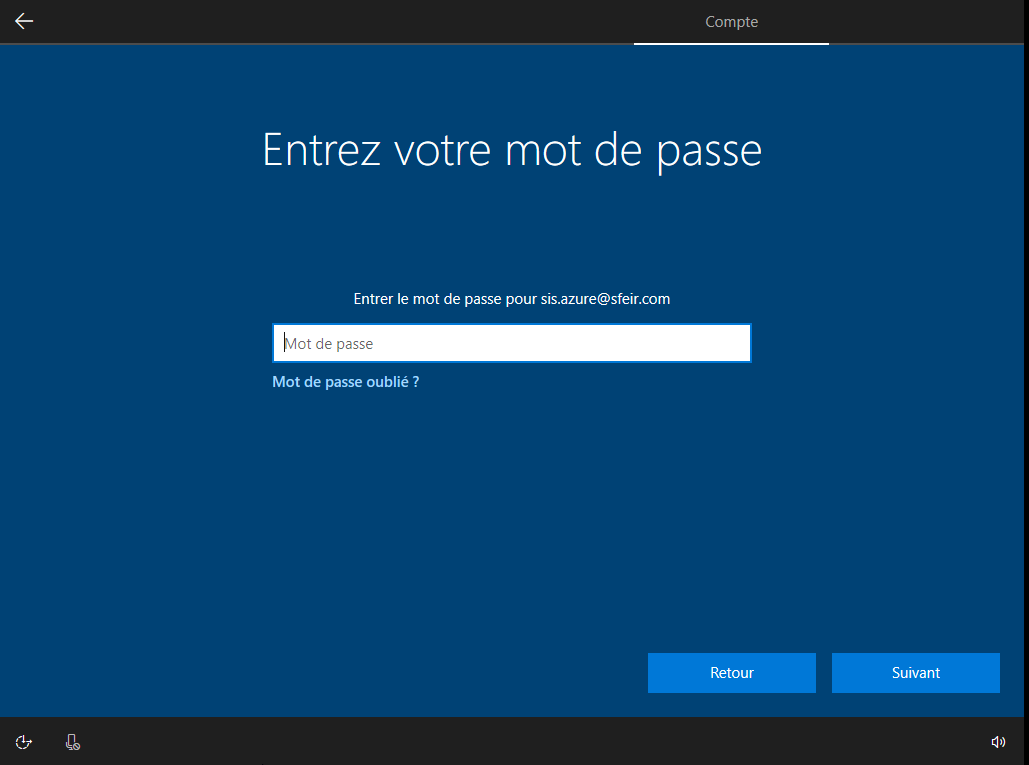 Compte
Entrez votre mot de passe
Entrer le mot de passe pour sis.azure@sfeir.com
Mot de passe
Mot de passe oublié ?
Retour
Suivant